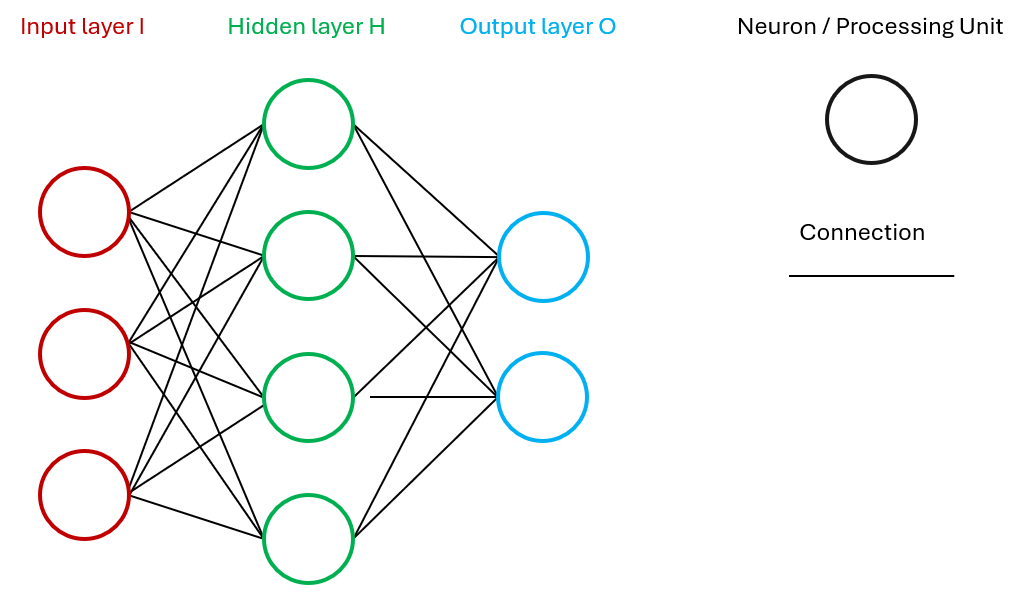 Input layer I
Hidden layer H
Output layer O
Neuron / Processing Unit
Connection